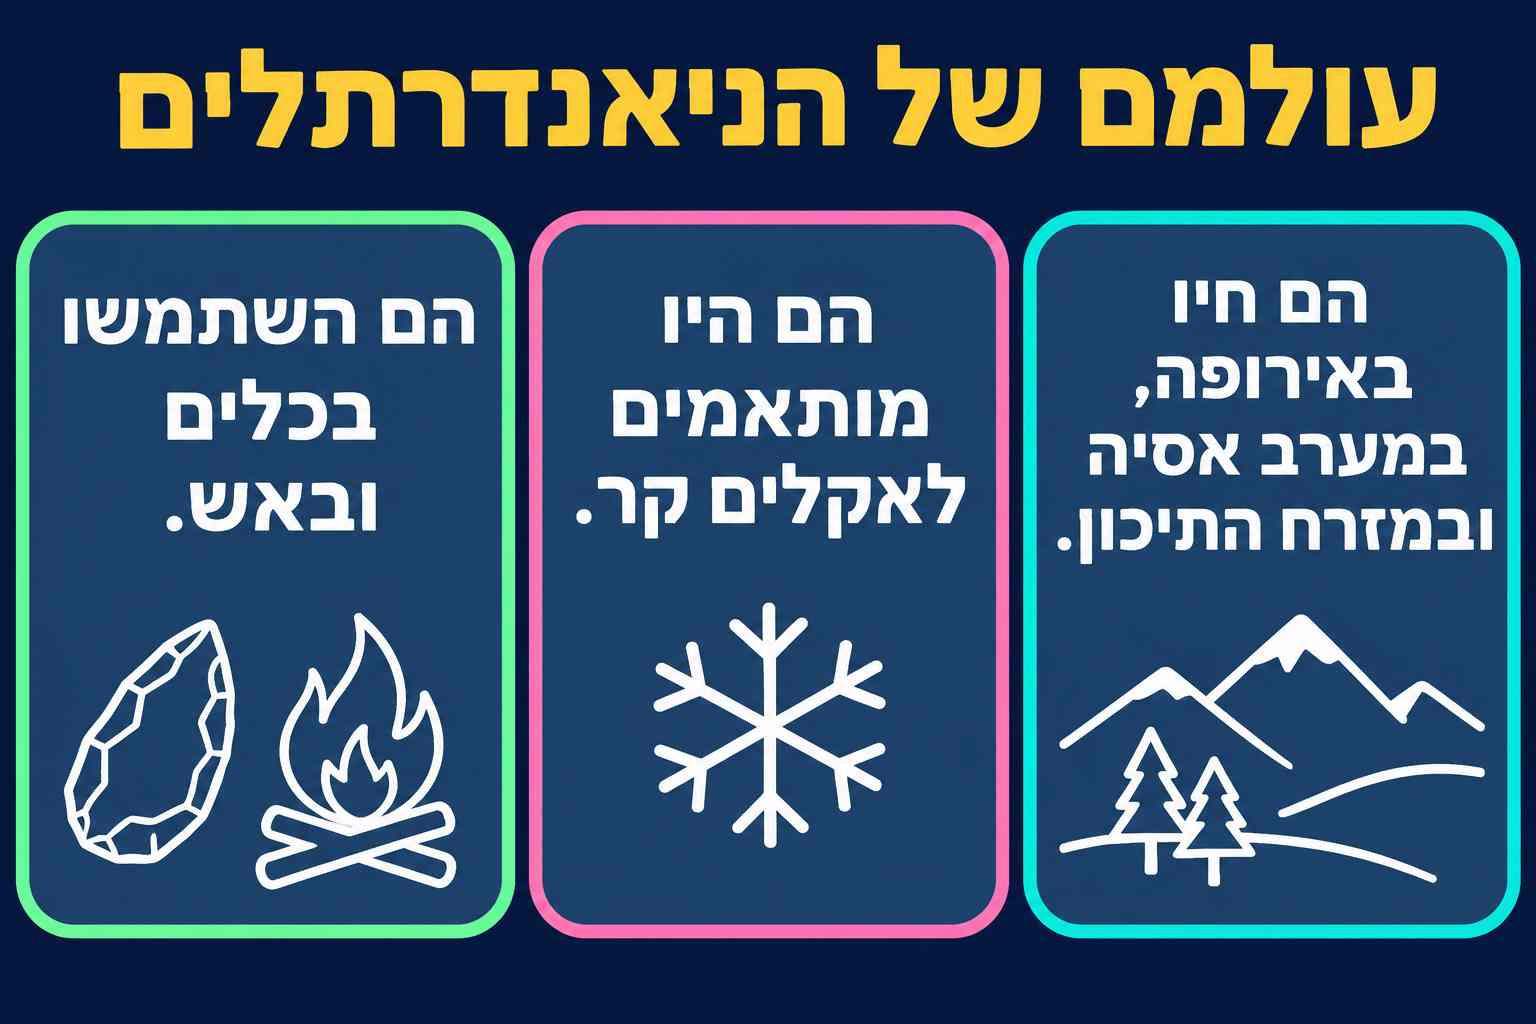 עולמם של הניאנדרתלים
הם חיו
באירופה,
במערב אסיה
ובמזרח התיכון.
הם היו
מותאמים
לאקלים קר.
הם השתמשו
בכלים
ובאש.